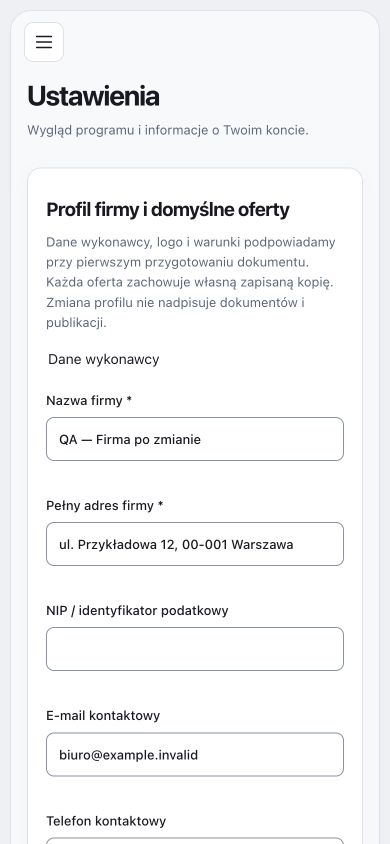 Ustawienia
Wygląd programu i informacje o Twoim koncie.
Profil firmy i domyślne oferty
Dane wykonawcy, logo i warunki podpowiadamy
przy pierwszym przygotowaniu dokumentu.
Każda oferta zachowuje własną zapisaną kopię.
Zmiana profilu nie nadpisuje dokumentów i
publikacji.
Dane wykonawcy
Nazwa firmy *
QA — Firma po zmianie
Pełny adres firmy *
ul. Przykładowa 12, 00-001 Warszawa
NIP / identyfikator podatkowy
E-mail kontaktowy
biuro@example.invalid
Telefon kontaktowy